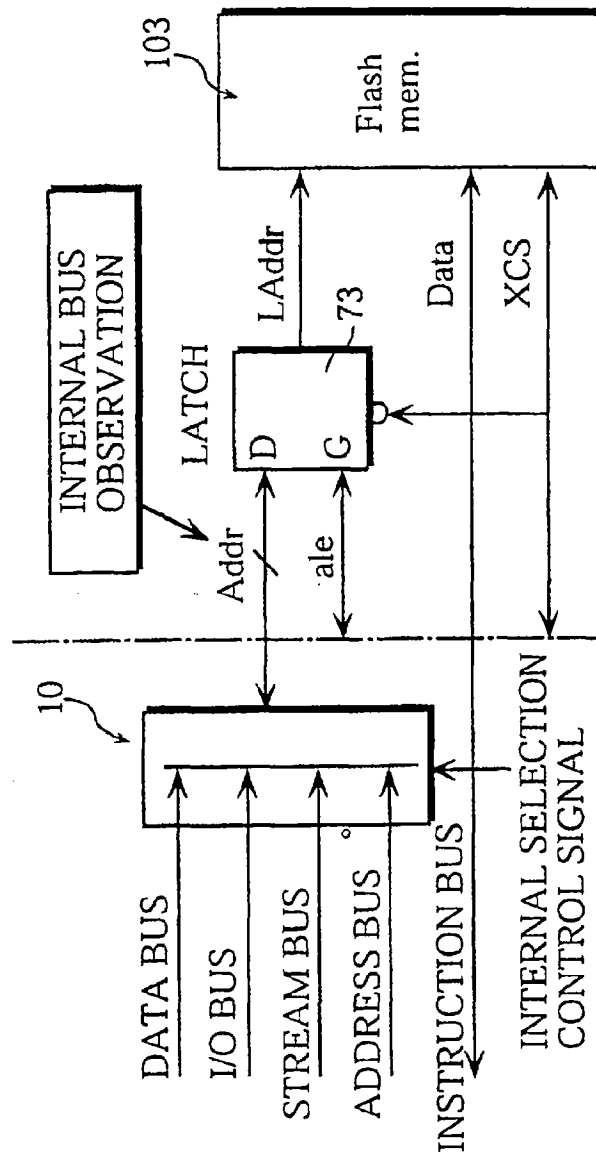 INTERNAL BUS
OBSERVATION
103
LATCH
Flash
mem.
LAddr
D
G
73
Addr
ale
Data
XCS
10
DATA BUS
I/O BUS
STREAM BUS
ADDRESS BUS
INSTRUCTION BUS
INTERNAL SELECTION
CONTROL SIGNAL